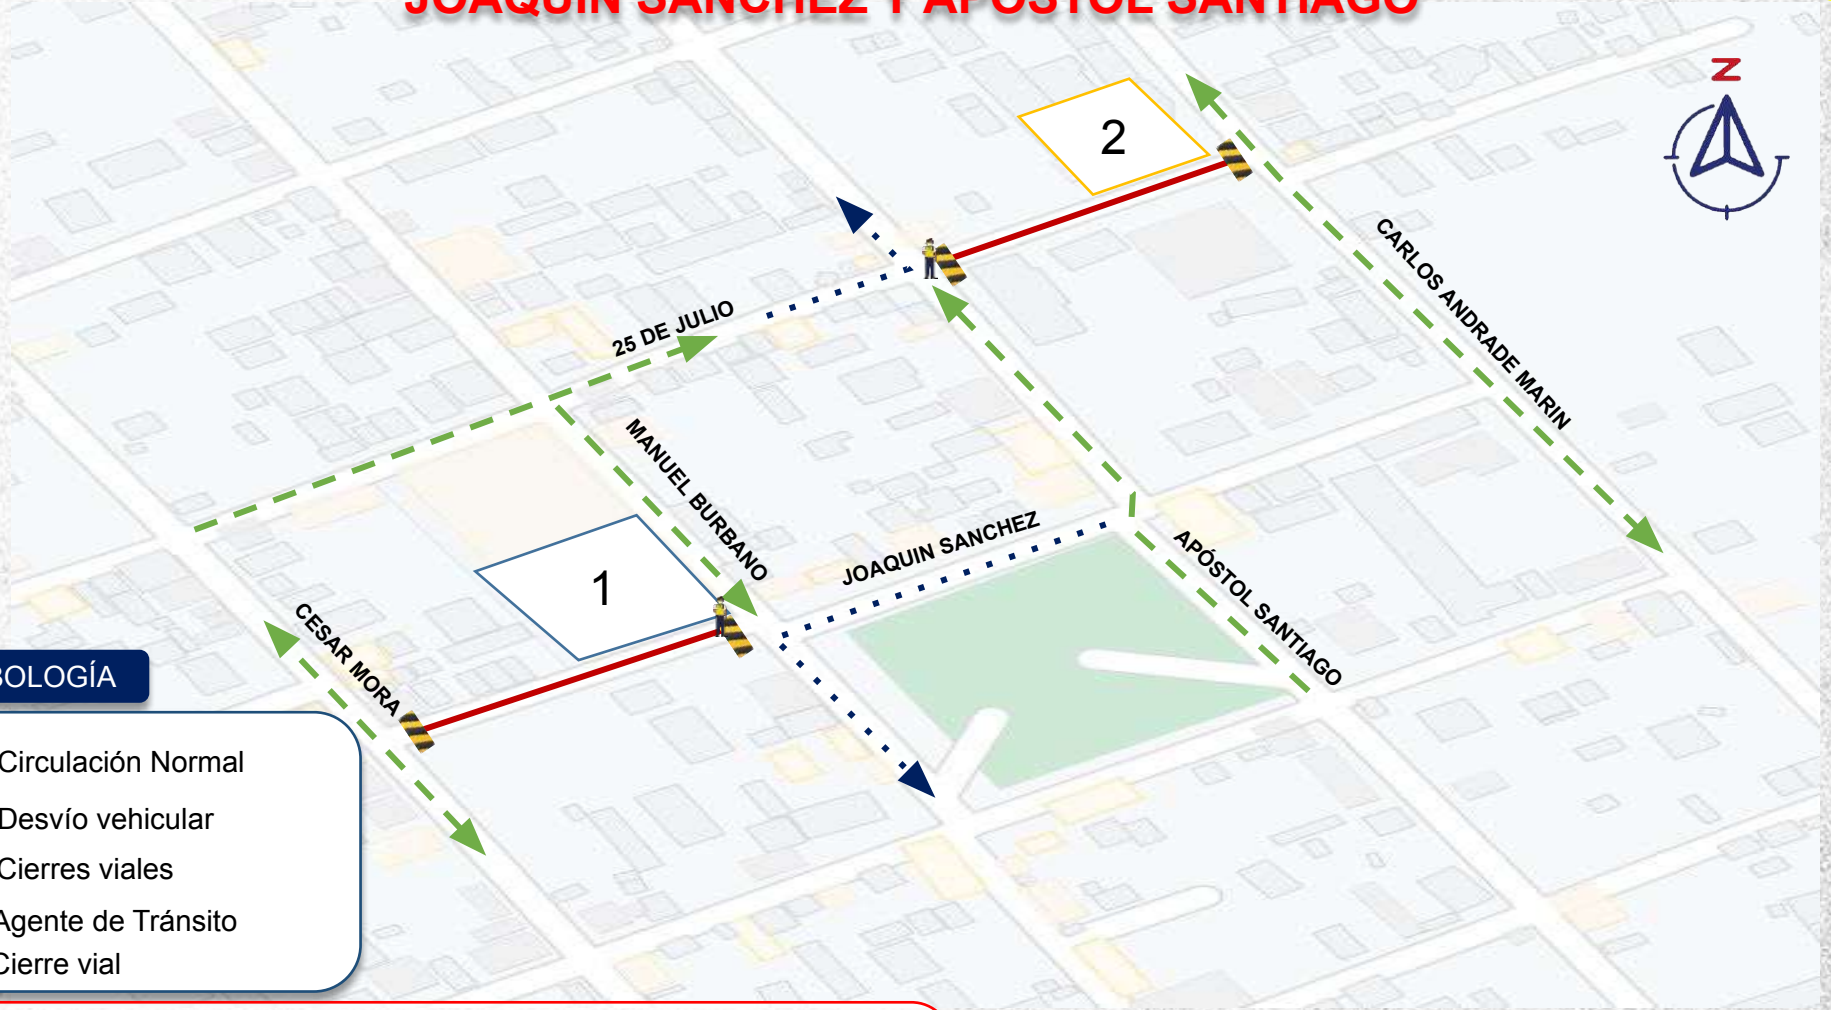 JOAQUIN SANCHEZ Y APOSTOL SANTIAGO
N
2
CARLOS ANDRADE MARIN
25 DE JULIO
MANUEL BURBANO
JOAQUIN SANCHEZ
APÓSTOL SANTIAGO
1
CESAR MORA
BOLOGÍA
Circulación Normal
Desvío vehicular
Cierres viales
Agente de Tránsito
Cierre vial